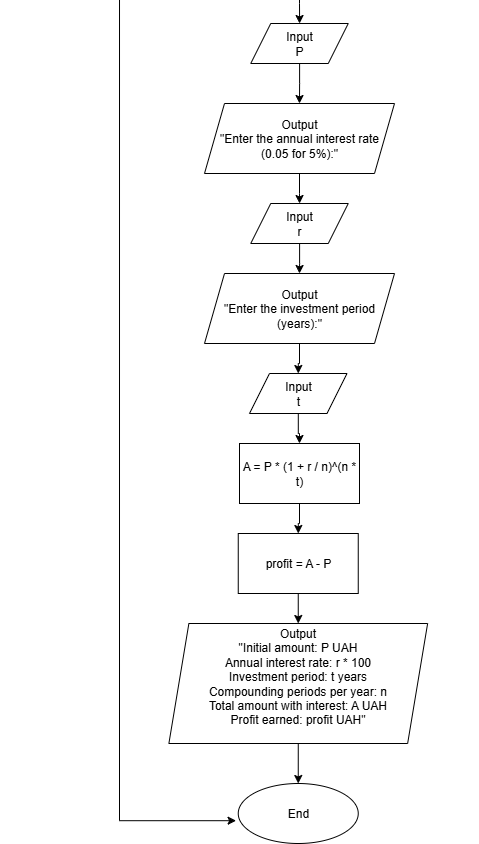 Input
P
Output
"Enter the annual interest rate
(0.05 for 5%):"
Input
r
Output
"Enter the investment period
(years):"
Input
t
A = P * (1 + r / n)^(n *
t)
profit = A - P
Output
"Initial amount: P UAH
Annual interest rate: r * 100
Investment period: t years
Compounding periods per year: n
Total amount with interest: A UAH
Profit earned: profit UAH"
End